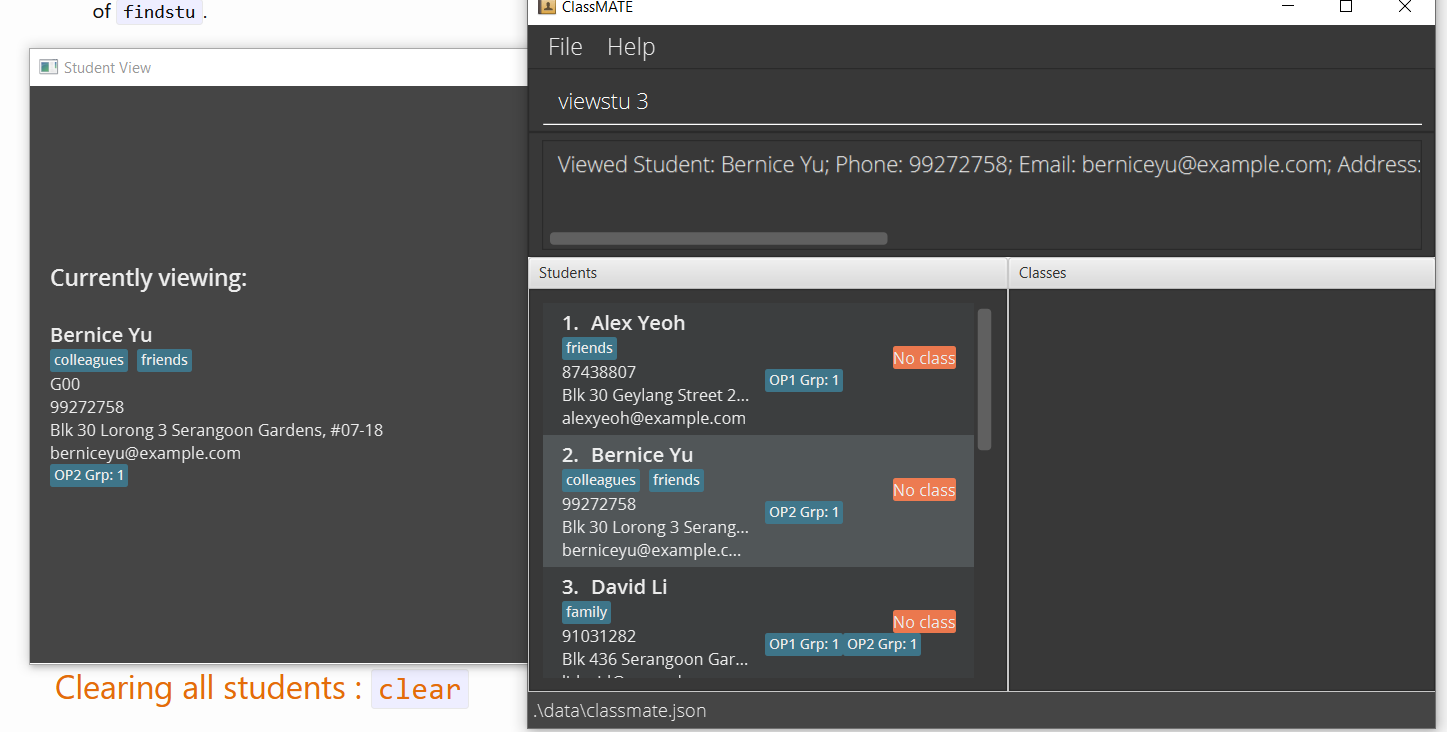 of findstu.
Student View
Currently viewing:
Bernice Yu
colleagues friends
G00
99272758
Blk 30 Lorong 3 Serangoon Gardens, #07-18
berniceyu@example.com
OP2 Grp: 1
Clearing all students : clear
ClassMATE
File Help
viewstu 3
Viewed Student: Bernice Yu; Phone: 99272758; Email: berniceyu@example.com; Address:
Students
1. Alex Yeoh
friends
No class
87438807
OP1 Grp: 1
Blk 30 Geylang Street 2...
alexyeoh@example.com
2. Bernice Yu
colleagues friends
No class
99272758
OP2 Grp: 1
Blk 30 Lorong 3 Serang...
berniceyu@example.c...
3. David Li
family
No class
91031282
OP1 Grp: 1 OP2 Grp: 1
Blk 436 Serangoon Gar...
Classes
.\data\classmate.json